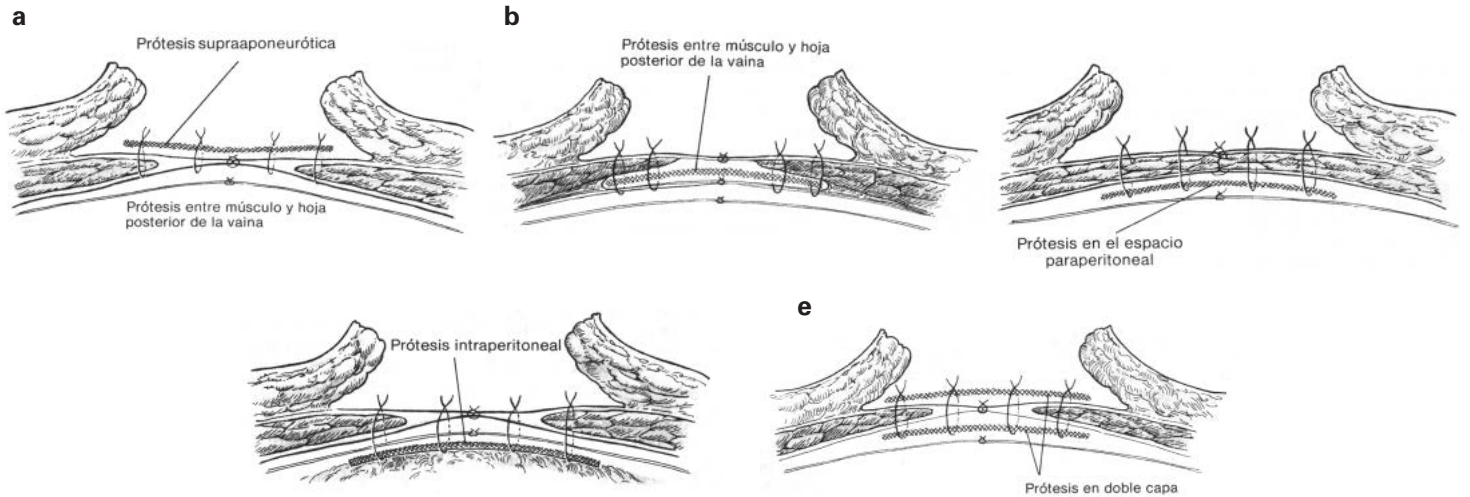 a
Prótesis supraaponeurótica
Prótesis entre músculo y hoja
posterior de la vaina
b
Prótesis entre músculo y hoja
posterior de la vaina
Prótesis en el espacio
paraperitoneal
Prótesis intraperitoneal
e
Prótesis en doble capa